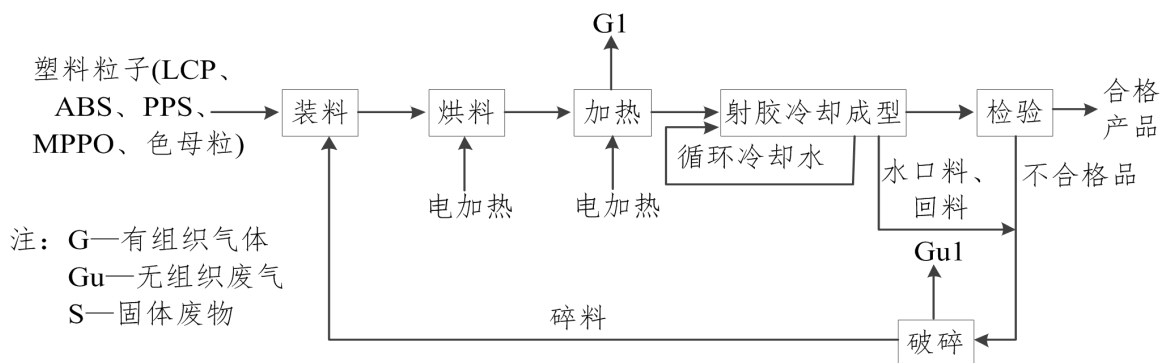 G1
塑料粒子(LCP、
ABS、PPS、
MPPO、色母粒)
装料
烘料
加热
射胶冷却成型
检验
合格
产品
循环冷却水
水口料、
回料
不合格品
电加热
电加热
注：G—有组织气体
Gu—无组织废气
S—固体废物
Gu1
碎料
破碎